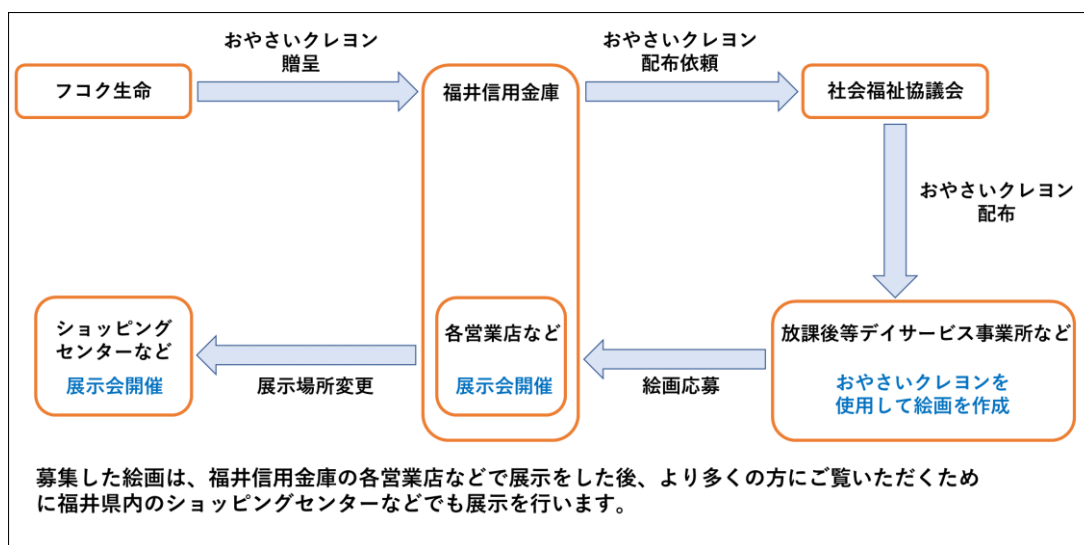 おやさいクレヨン
贈呈
おやさいクレヨン
配布依頼
フコク生命
福井信用金庫
社会福祉協議会
おやさいクレヨン
配布
ショッピング
センターなど
展示会開催
展示場所変更
各営業店など
展示会開催
絵画応募
放課後等デイサービス事業所など
おやさいクレヨンを
使用して絵画を作成
募集した絵画は、福井信用金庫の各営業店などで展示をした後、より多くの方にご覧いただくため
に福井県内のショッピングセンターなどでも展示を行います。